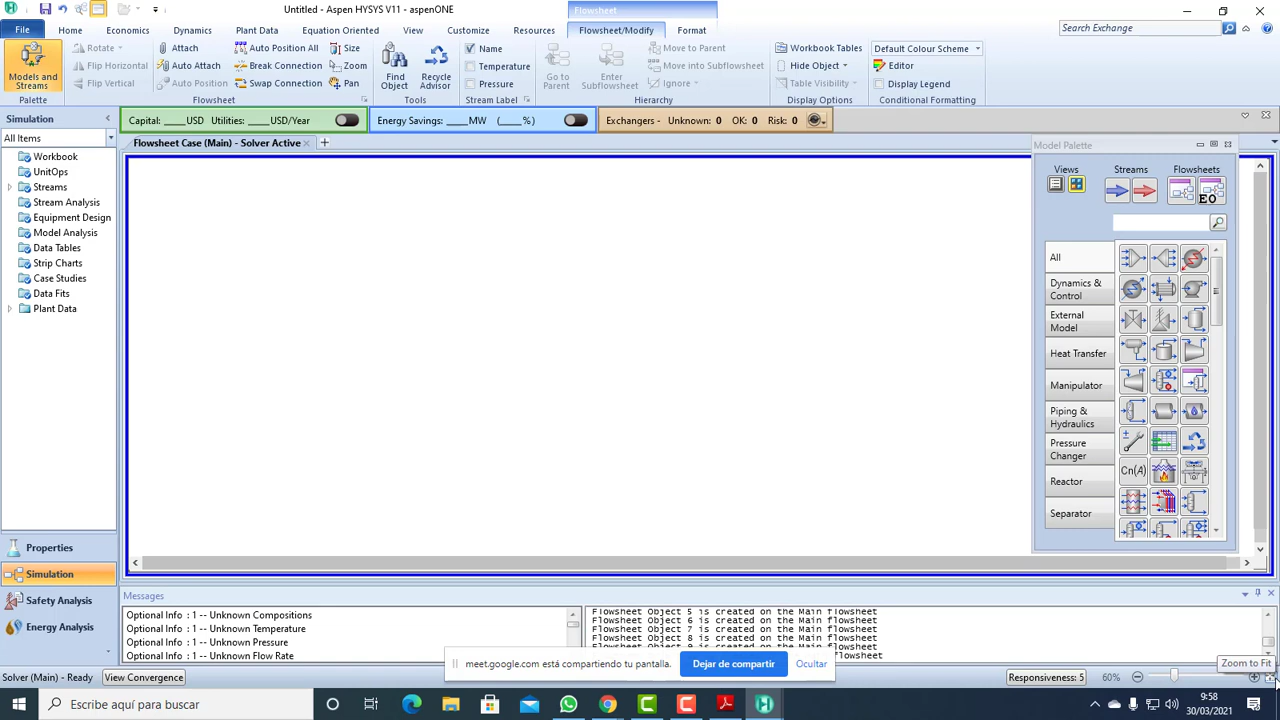 Untitled - Aspen HYSYS V11 - aspenONE
Flowsheet
File Home Economics Dynamics Plant Data Equation Oriented View Customize Resources Flowsheet/Modify Format Search Exchange
Models and Streams
Palette
Rotate
Flip Horizontal
Flip Vertical
Attach
Auto Attach
Auto Position
Auto Position All
Break Connection
Swap Connection
Size
Zoom
Pan
Flowsheet
Find Object
Recycle Advisor
Tools
Name
Temperature
Pressure
Stream Label
Go to Parent
Enter Subflowsheet
Move to Parent
Move into Subflowsheet
Ignore
Hierarchy
Workbook Tables
Hide Object
Table Visibility
Display Options
Default Colour Scheme
Editor
Display Legend
Conditional Formatting
Simulation
All Items
Workbook
UnitOps
Streams
Stream Analysis
Equipment Design
Model Analysis
Data Tables
Strip Charts
Case Studies
Data Fits
Plant Data
Properties
Simulation
Safety Analysis
Energy Analysis
Capital: ____USD Utilities: ____USD/Year
Energy Savings: ____MW (____%)
Exchangers - Unknown: 0 OK: 0 Risk: 0
Flowsheet Case (Main) - Solver Active
Model Palette
Views Streams Flowsheets
EO
All
Dynamics & Control
External Model
Heat Transfer
Manipulator
Piping & Hydraulics
Pressure Changer
Reactor
Separator
Cn(A)
Messages
Optional Info : 1 -- Unknown Compositions
Optional Info : 1 -- Unknown Temperature
Optional Info : 1 -- Unknown Pressure
Optional Info : 1 -- Unknown Flow Rate
Flowsheet Object 5 is created on the Main flowsheet
Flowsheet Object 6 is created on the Main flowsheet
Flowsheet Object 7 is created on the Main flowsheet
Flowsheet Object 8 is created on the Main flowsheet
Flowsheet Object 9 is created on the Main flowsheet
flowsheet
meet.google.com está compartiendo tu pantalla. Dejar de compartir Ocultar
Zoom to Fit
Solver (Main) - Ready View Convergence Responsiveness: 5 60%
Escribe aquí para buscar
9:58
30/03/2021